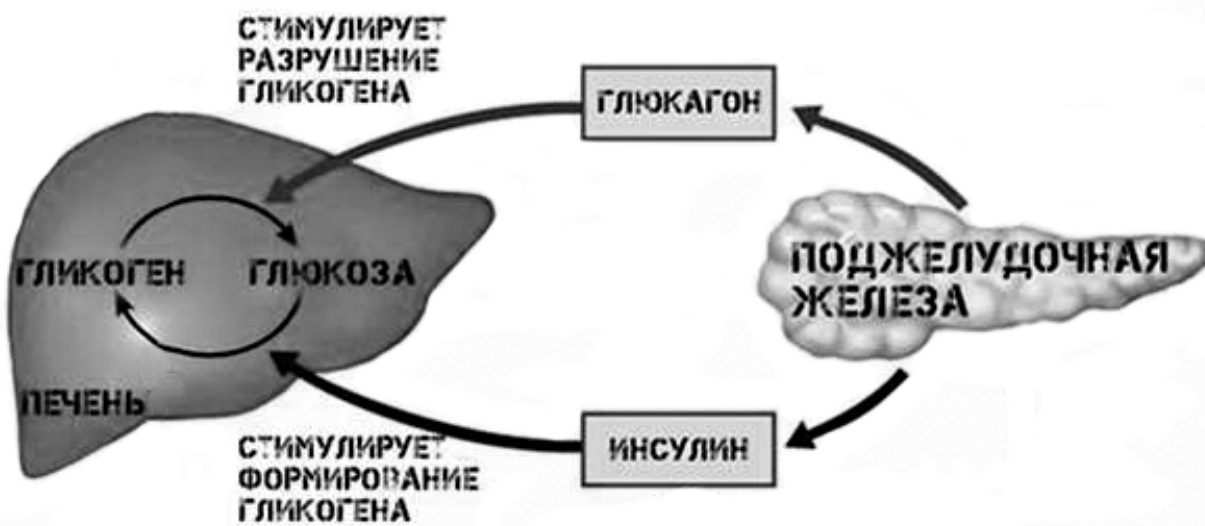 СТИМУЛИРУЕТ
РАЗРУШЕНИЕ
ГЛИКОГЕНА
ГЛЮКАГОН
ГЛИКОГЕН
ГЛЮКОЗА
ПОДЖЕЛУДОЧНАЯ
ЖЕЛЕЗА
ПЕЧЕНЬ
СТИМУЛИРУЕТ
ФОРМИРОВАНИЕ
ГЛИКОГЕНА
ИНСУЛИН